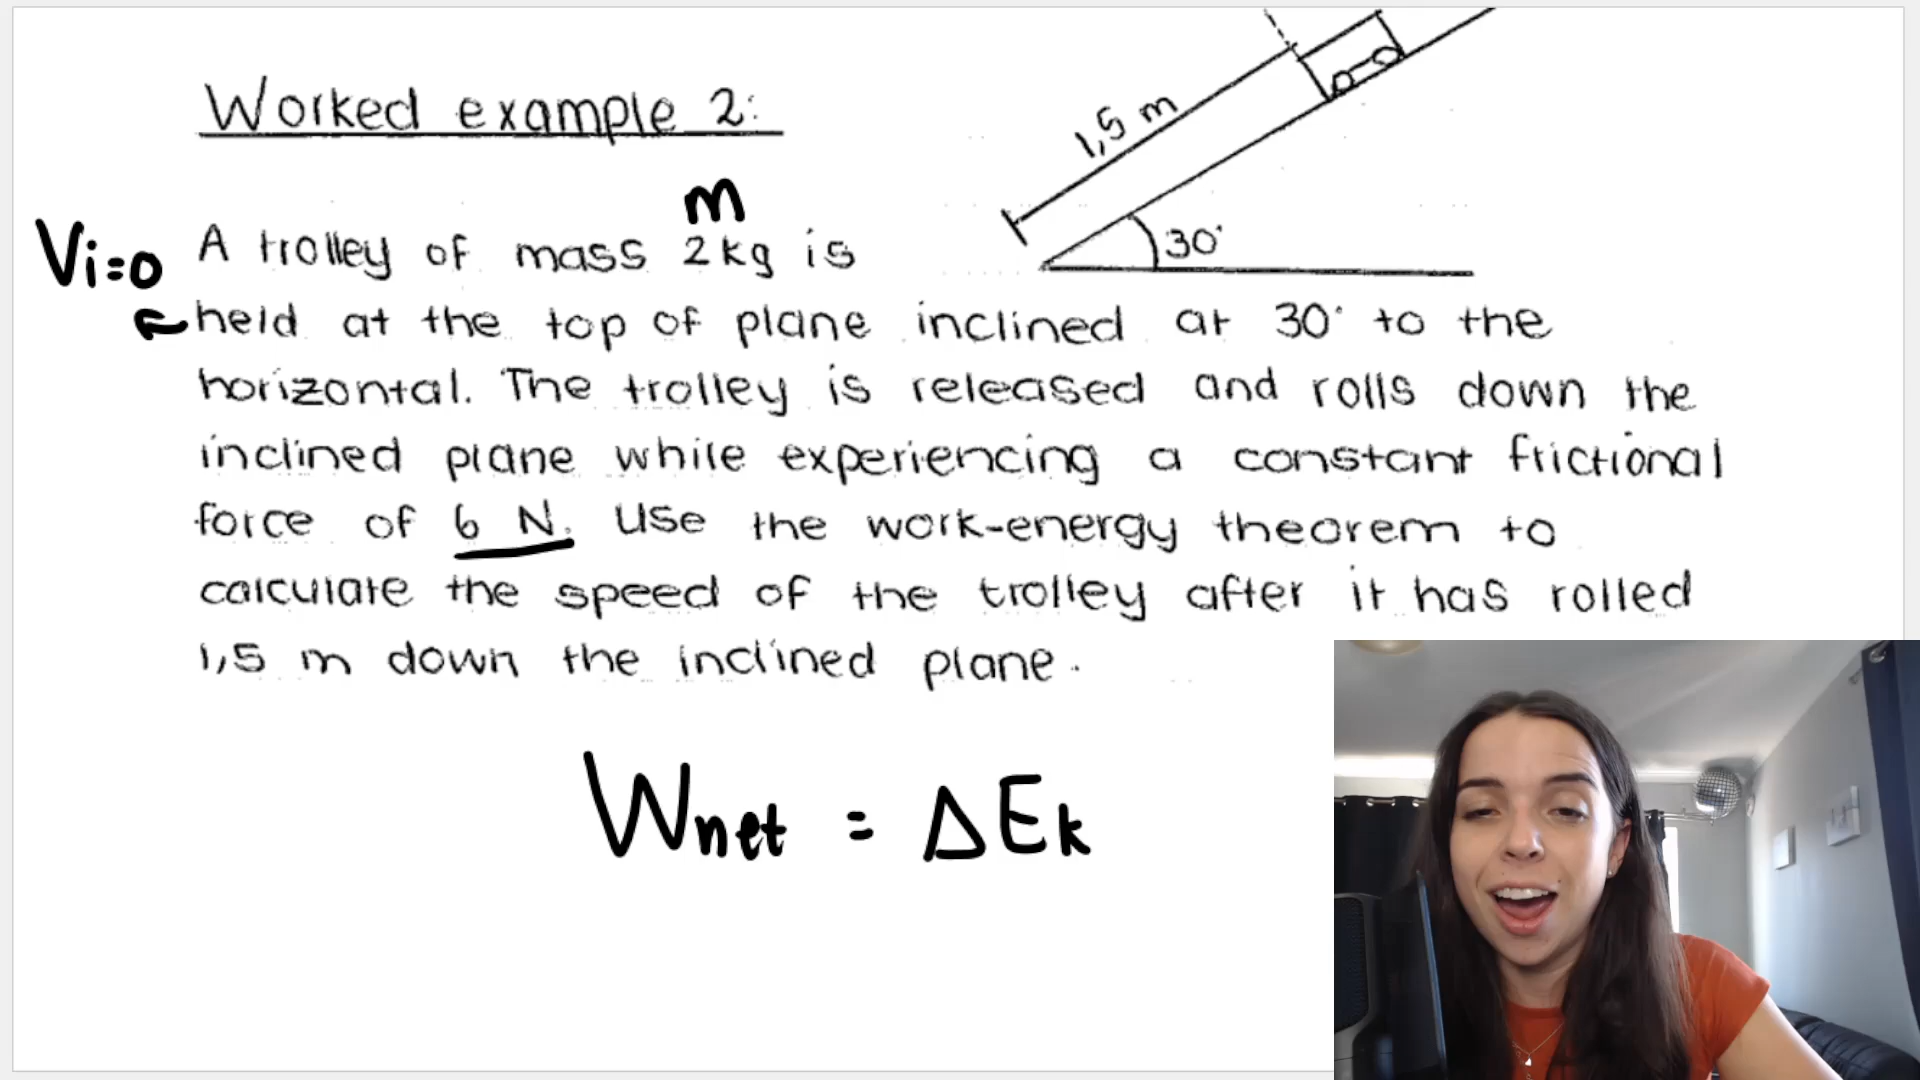 Worked example 2:
1,5 m
30°
m
Vi=0
A trolley of mass 2 kg is
held at the top of plane inclined at 30° to the
horizontal. The trolley is released and rolls down the
inclined plane while experiencing a constant frictional
force of 6 N. Use the work-energy theorem to
calculate the speed of the trolley after it has rolled
1,5 m down the inclined plane.
Wnet = ΔEk